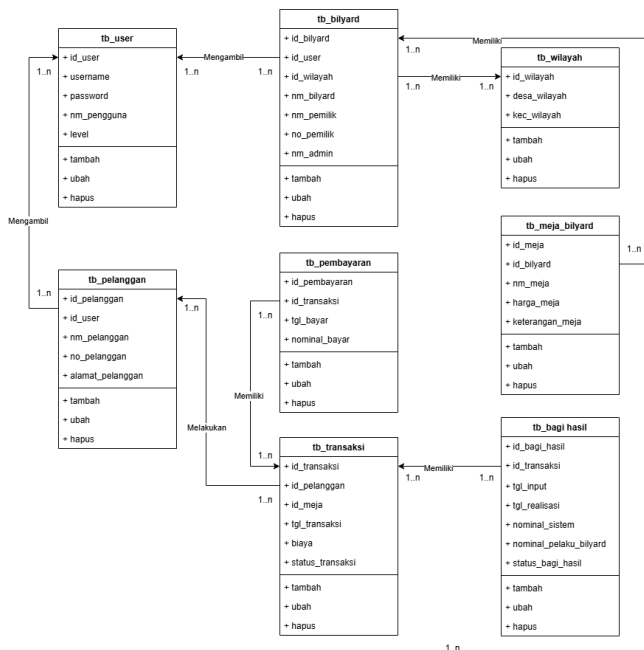 tb_user
+ id_user
+ username
+ password
+ nm_pengguna
+ level
+ tambah
+ ubah
+ hapus
1..n
1..n
Mengambil
1..n
tb_bilyard
+ id_bilyard
+ id_user
+ id_wilayah
+ nm_bilyard
+ nm_pemilik
+ no_pemilik
+ nm_admin
+ tambah
+ ubah
+ hapus
Memiliki
1..n
1..n
Memiliki
1..n
tb_wilayah
+ id_wilayah
+ desa_wilayah
+ kec_wilayah
+ tambah
+ ubah
+ hapus
Mengambil
1..n
tb_pelanggan
+ id_pelanggan
+ id_user
+ nm_pelanggan
+ no_pelanggan
+ alamat_pelanggan
+ tambah
+ ubah
+ hapus
1..n
Melakukan
1..n
tb_pembayaran
+ id_pembayaran
+ id_transaksi
+ tgl_bayar
+ nominal_bayar
+ tambah
+ ubah
+ hapus
1..n
Memiliki
1..n
tb_meja_bilyard
+ id_meja
+ id_bilyard
+ nm_meja
+ harga_meja
+ keterangan_meja
+ tambah
+ ubah
+ hapus
1..n
tb_transaksi
+ id_transaksi
+ id_pelanggan
+ id_meja
+ tgl_transaksi
+ biaya
+ status_transaksi
+ tambah
+ ubah
+ hapus
Memiliki
1..n
1..n
tb_bagi hasil
+ id_bagi_hasil
+ id_transaksi
+ tgl_input
+ tgl_realisasi
+ nominal_sistem
+ nominal_pelaku_bilyard
+ status_bagi_hasil
+ tambah
+ ubah
+ hapus
1..n